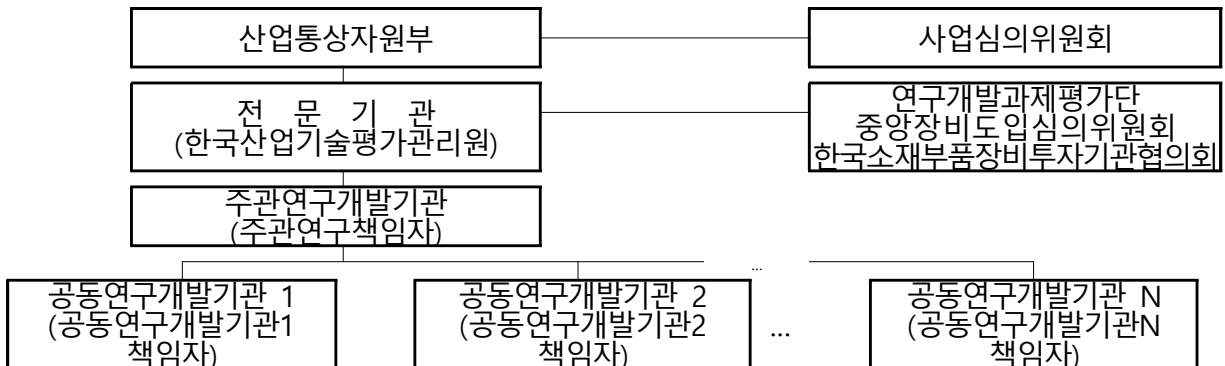 산업통상자원부
사업심의위원회
전 문 기 관
(한국산업기술평가관리원)
연구개발과제평가단
중앙장비도입심의위원회
한국소재부품장비투자기관협의회
주관연구개발기관
(주관연구책임자)
...
공동연구개발기관 1
(공동연구개발기관1
책임자)
공동연구개발기관 2
(공동연구개발기관2
책임자)
...
공동연구개발기관 N
(공동연구개발기관N
책임자)